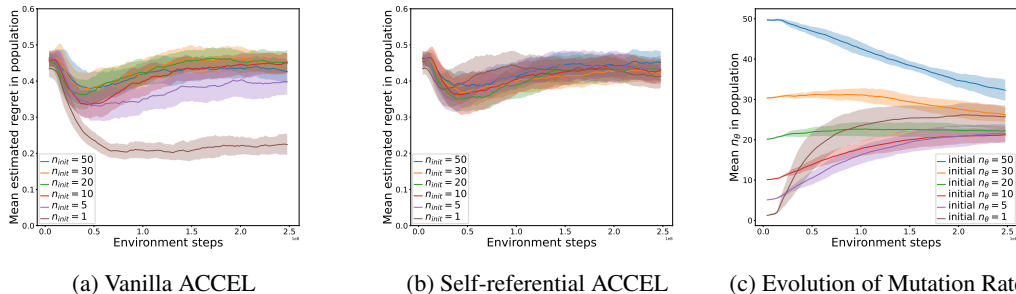 0.6
0.5
0.4
0.3
0.2
0.1
0.0
Mean estimated regret in population
n_init = 50
n_init = 30
n_init = 20
n_init = 10
n_init = 5
n_init = 1
0.0 0.5 1.0 1.5 2.0 2.5
1e8
Environment steps
(a) Vanilla ACCEL
0.6
0.5
0.4
0.3
0.2
0.1
0.0
Mean estimated regret in population
n_init = 50
n_init = 30
n_init = 20
n_init = 10
n_init = 5
n_init = 1
0.0 0.5 1.0 1.5 2.0 2.5
1e8
Environment steps
(b) Self-referential ACCEL
50
40
30
20
10
0
Mean n_θ in population
initial n_θ = 50
initial n_θ = 30
initial n_θ = 20
initial n_θ = 10
initial n_θ = 5
initial n_θ = 1
0.0 0.5 1.0 1.5 2.0 2.5
1e8
Environment steps
(c) Evolution of Mutation Rate